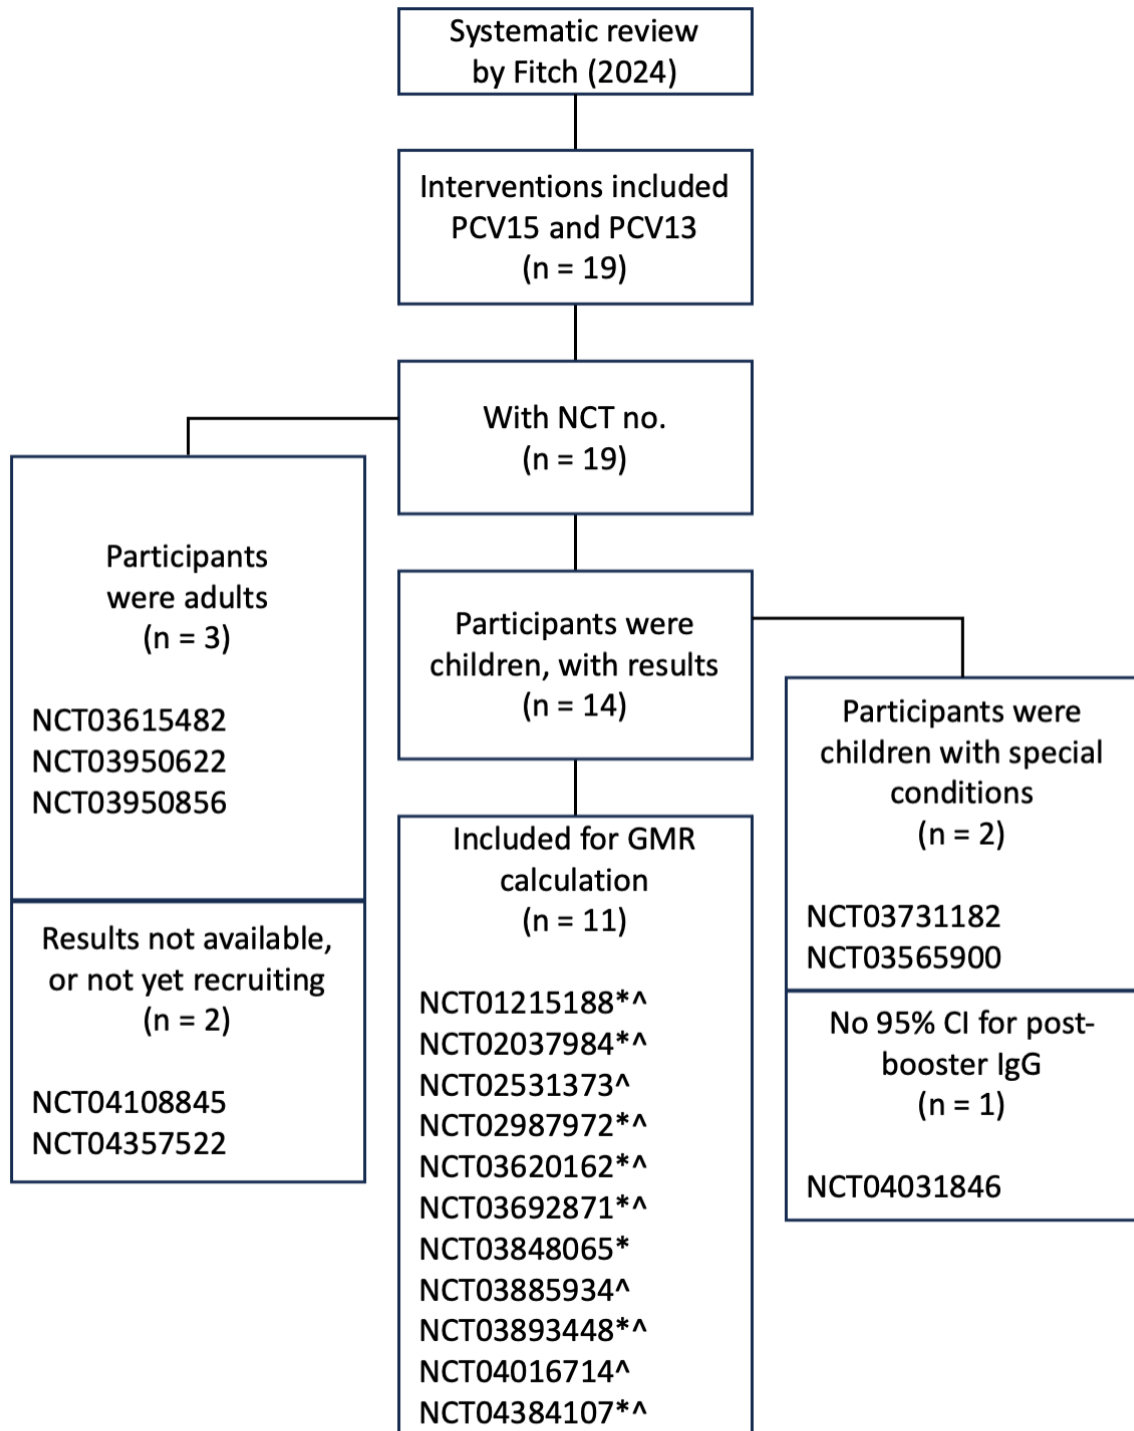 Systematic review
by Fitch (2024)
Interventions included
PCV15 and PCV13
(n = 19)
With NCT no.
(n = 19)
Participants
were adults
(n = 3)
NCT03615482
NCT03950622
NCT03950856
Results not available,
or not yet recruiting
(n = 2)
NCT04108845
NCT04357522
Participants were
children, with results
(n = 14)
Participants were
children with special
conditions
(n = 2)
NCT03731182
NCT03565900
No 95% CI for post-
booster IgG
(n = 1)
NCT04031846
Included for GMR
calculation
(n = 11)
NCT01215188*^
NCT02037984*^
NCT02531373^
NCT02987972*^
NCT03620162*^
NCT03692871*^
NCT03848065*
NCT03885934^
NCT03893448*^
NCT04016714^
NCT04384107*^